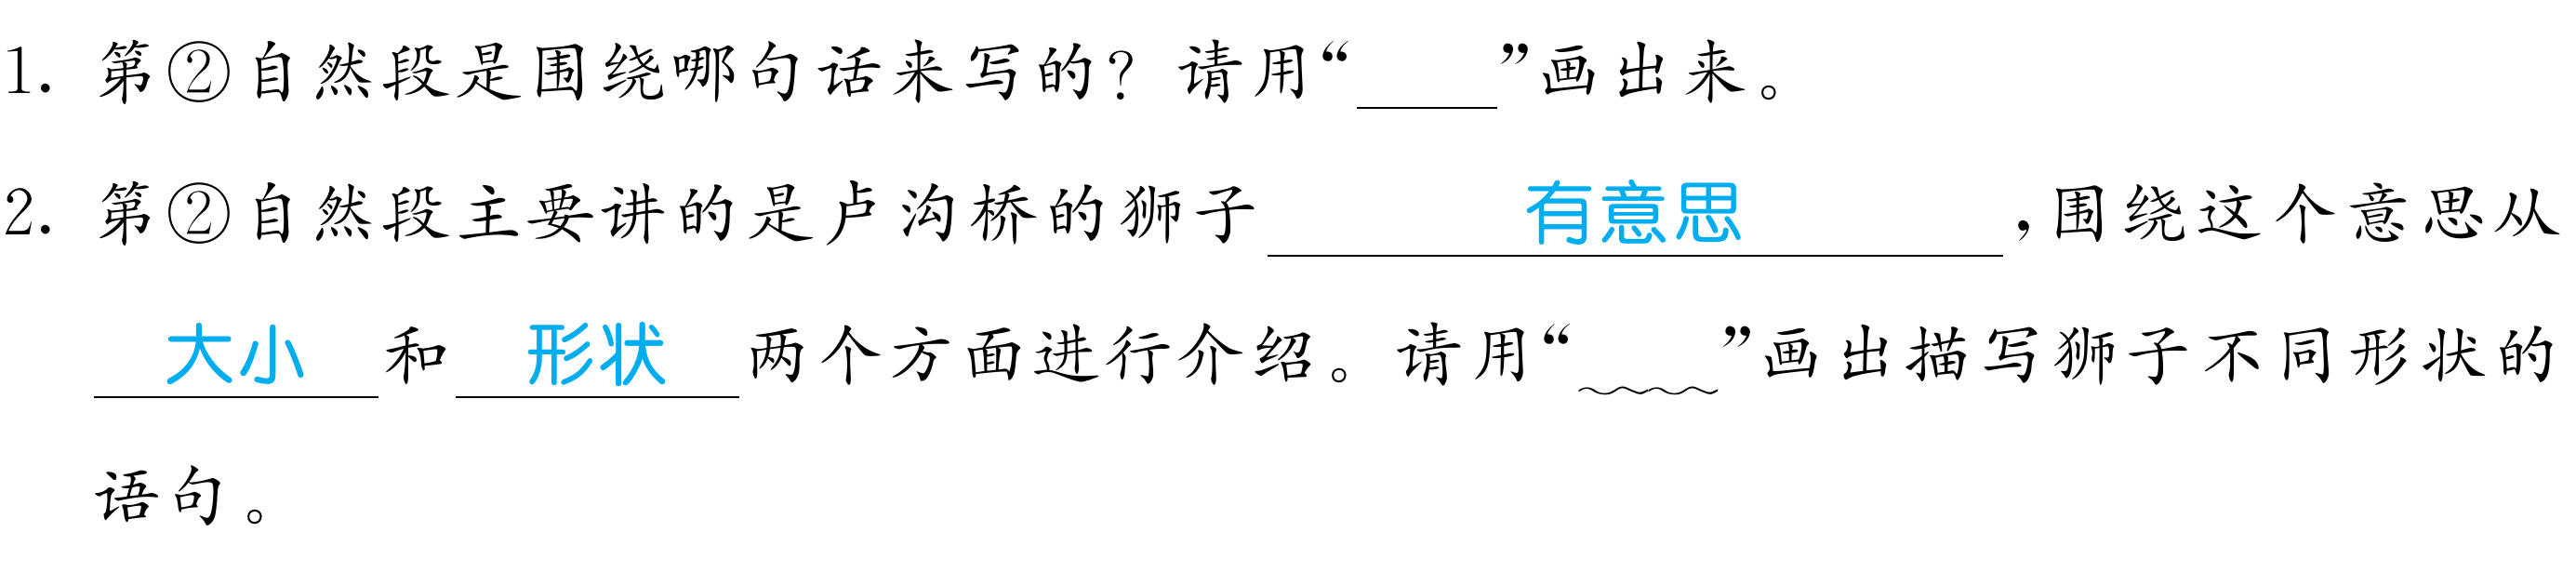 1. 第②自然段是围绕哪句话来写的？请用“____”画出来。
2. 第②自然段主要讲的是卢沟桥的狮子 有意思 ，围绕这个意思从
大小 和 形状 两个方面进行介绍。请用“﹏﹏”画出描写狮子不同形状的
语句。